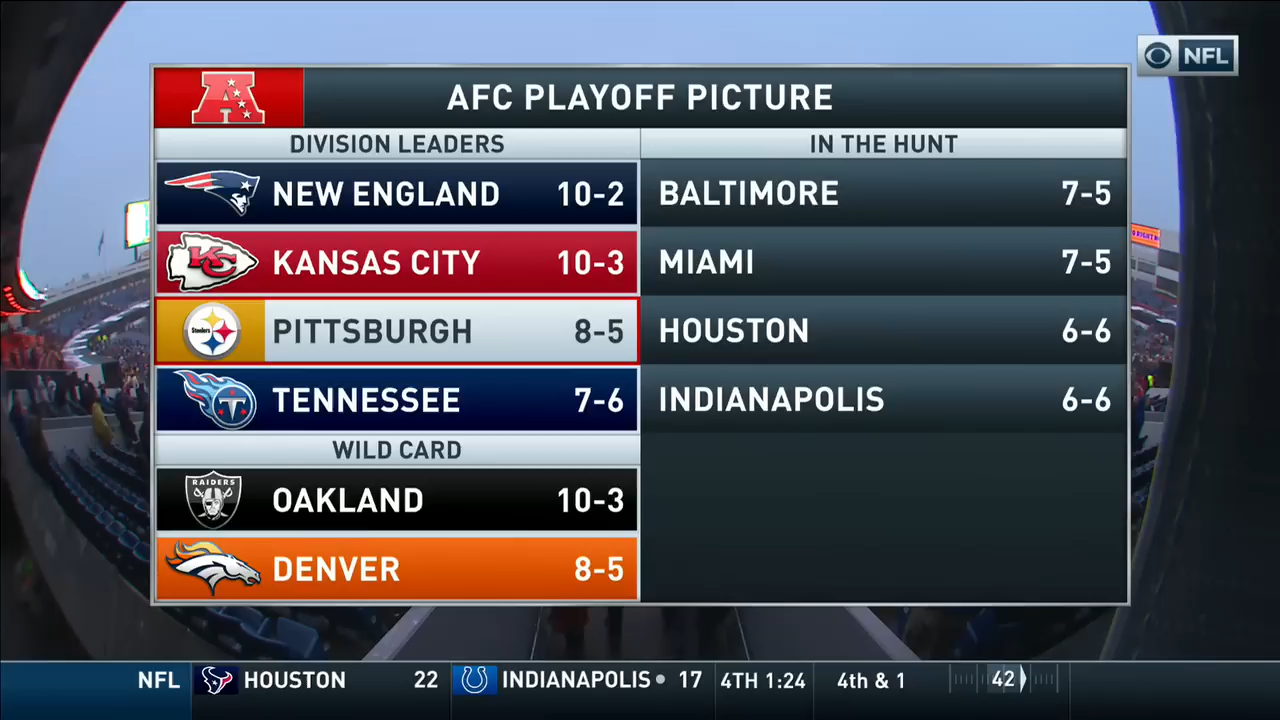 NFL
AFC PLAYOFF PICTURE
DIVISION LEADERS
NEW ENGLAND 10-2
KANSAS CITY 10-3
PITTSBURGH 8-5
TENNESSEE 7-6
WILD CARD
OAKLAND 10-3
DENVER 8-5
IN THE HUNT
BALTIMORE 7-5
MIAMI 7-5
HOUSTON 6-6
INDIANAPOLIS 6-6
KC
Steelers
T
RAIDERS
NFL HOUSTON 22 INDIANAPOLIS 17 4TH 1:24 4th & 1 42